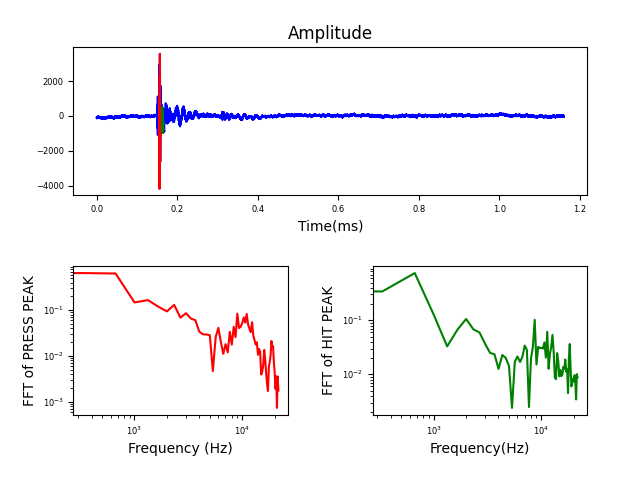 Amplitude
2000
0
−2000
−4000
0.0 0.2 0.4 0.6 0.8 1.0 1.2
Time(ms)
FFT of PRESS PEAK
10⁻¹
10⁻²
10⁻³
10³ 10⁴
Frequency (Hz)
FFT of HIT PEAK
10⁻¹
10⁻²
10³ 10⁴
Frequency(Hz)